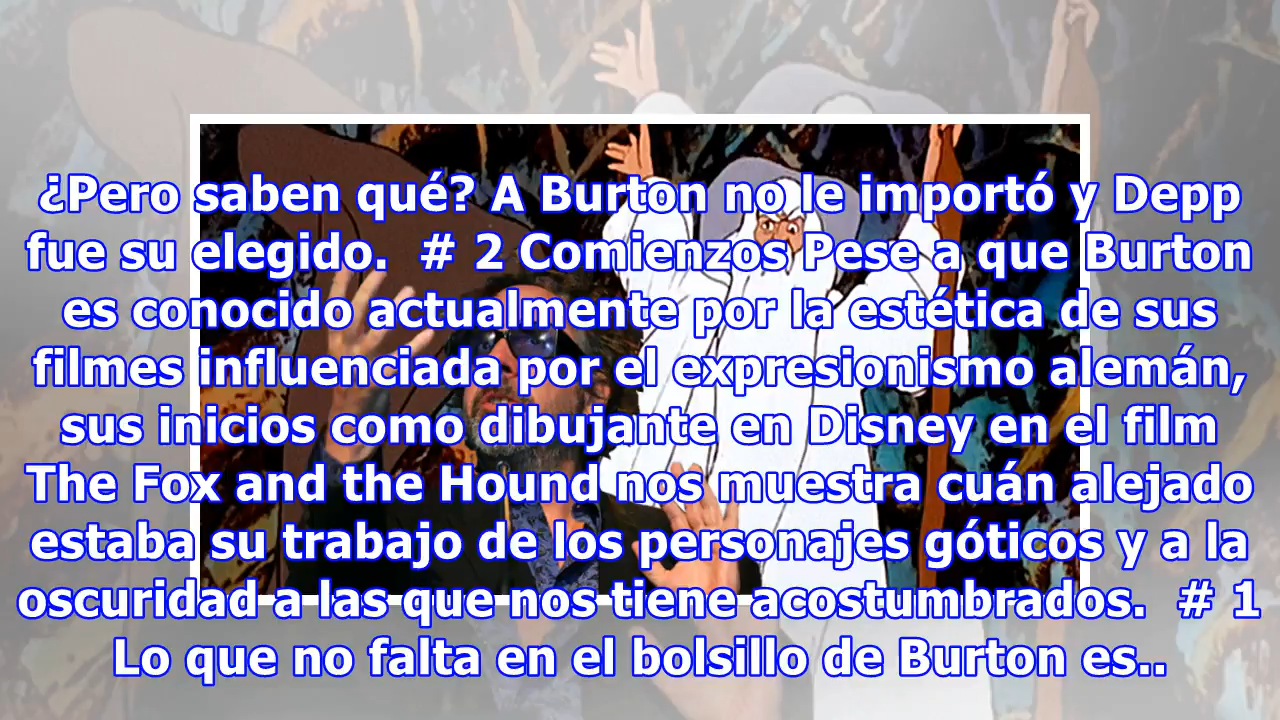 ¿Pero saben qué? A Burton no le importó y Depp
fue su elegido.  # 2 Comienzos Pese a que Burton
es conocido actualmente por la estética de sus
filmes influenciada por el expresionismo alemán,
sus inicios como dibujante en Disney en el film
The Fox and the Hound nos muestra cuán alejado
estaba su trabajo de los personajes góticos y a la
oscuridad a las que nos tiene acostumbrados.  # 1
Lo que no falta en el bolsillo de Burton es..